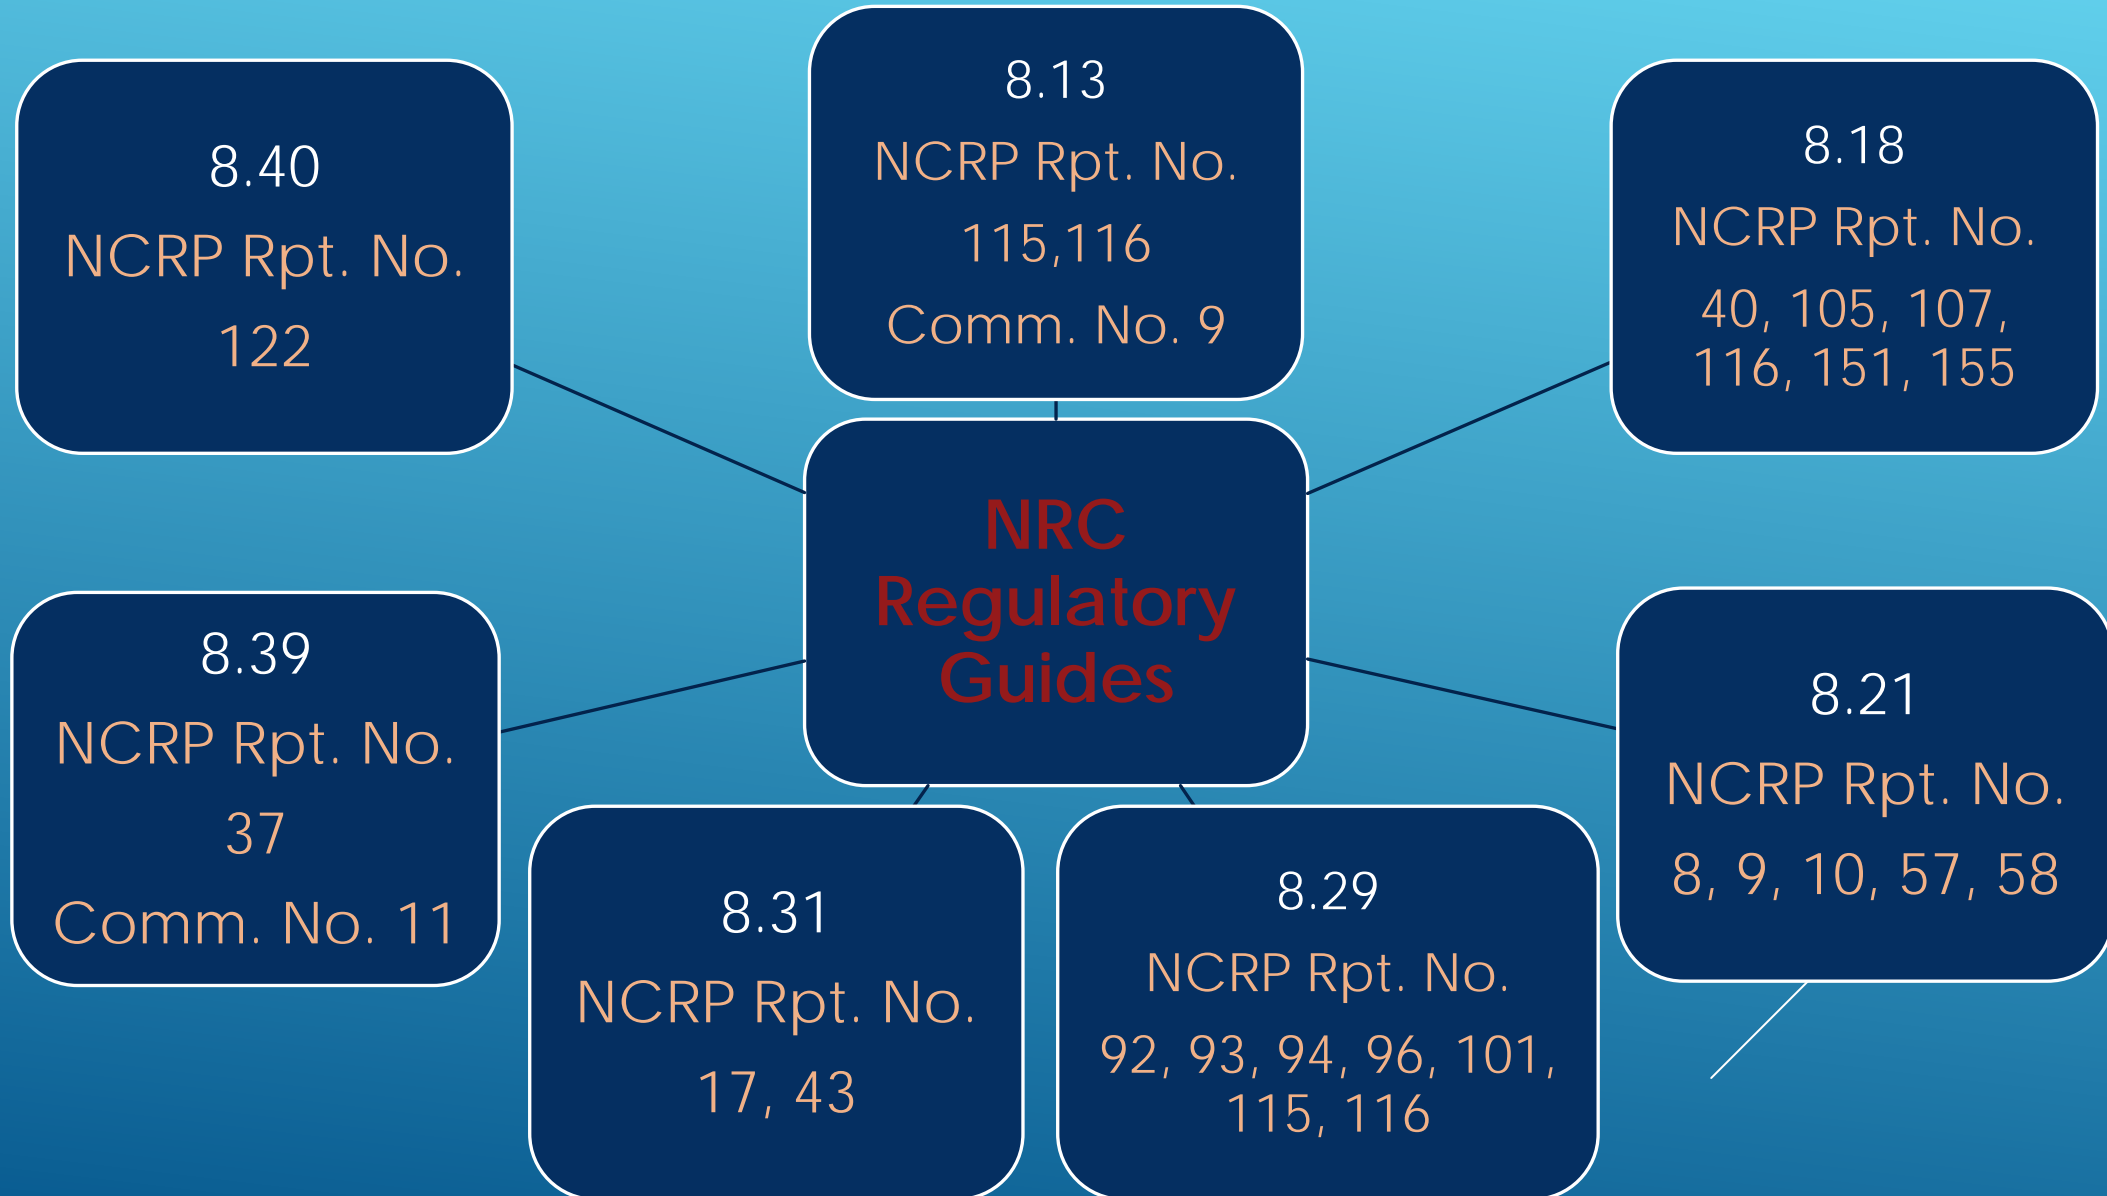 8.40
NCRP Rpt. No.
122
8.13
NCRP Rpt. No.
115,116
Comm. No. 9
8.18
NCRP Rpt. No.
40, 105, 107,
116, 151, 155
NRC
Regulatory
Guides
8.39
NCRP Rpt. No.
37
Comm. No. 11
8.31
NCRP Rpt. No.
17, 43
8.29
NCRP Rpt. No.
92, 93, 94, 96, 101,
115, 116
8.21
NCRP Rpt. No.
8, 9, 10, 57, 58